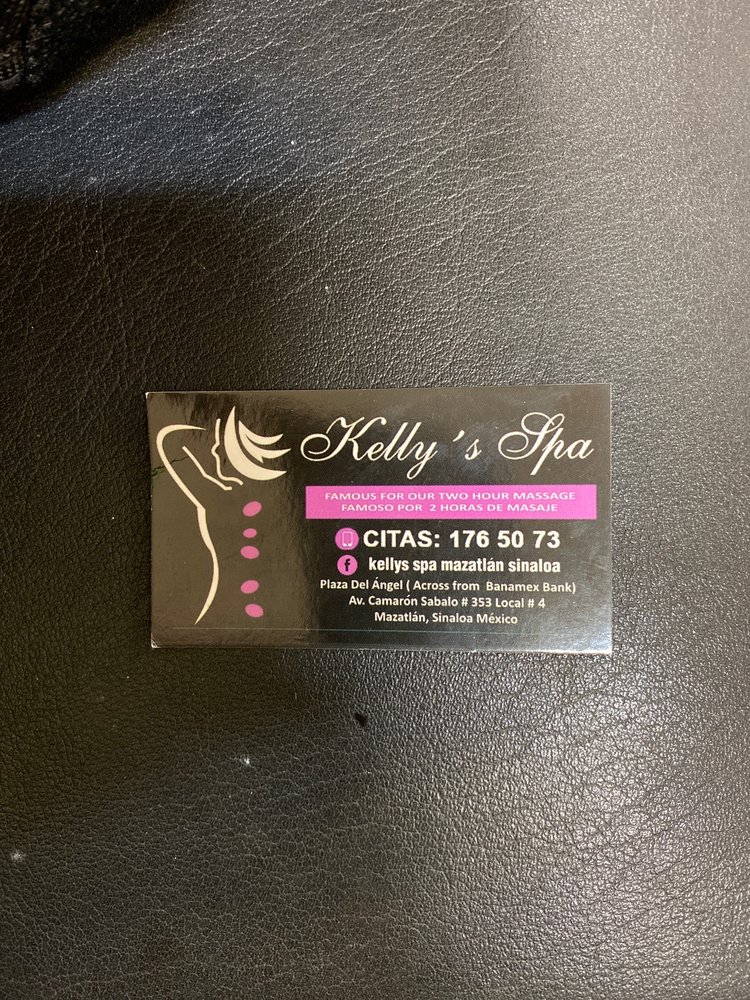 Kelly 's Spa
FAMOUS FOR OUR TWO HOUR MASSAGE
FAMOSO POR 2 HORAS DE MASAJE
CITAS: 176 50 73
f kellys spa mazatlán sinaloa
Plaza Del Ángel ( Across from Banamex Bank)
Av. Camarón Sabalo # 353 Local # 4
Mazatlán, Sinaloa México